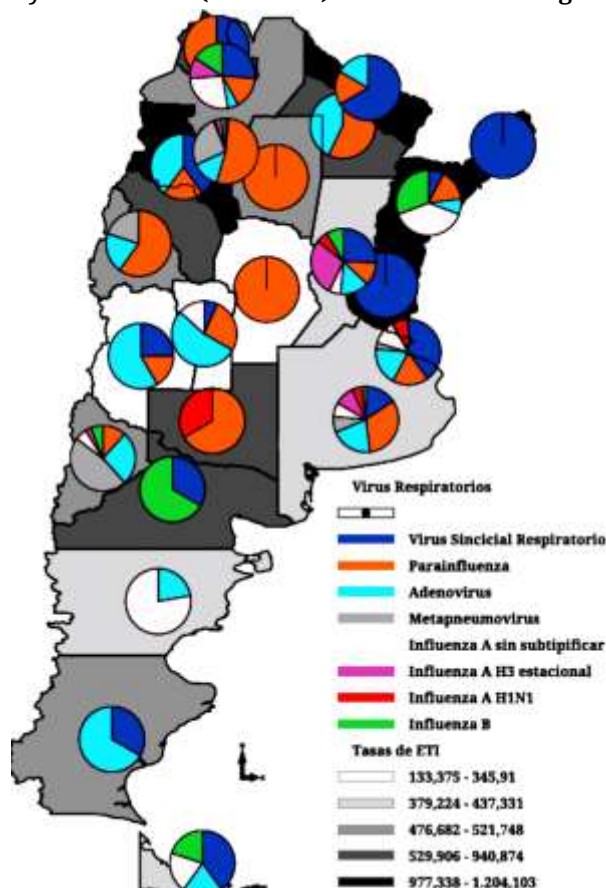 Virus Respiratorios
Virus Sincicial Respiratorio
Parainfluenza
Adenovirus
Metapneumovirus
Influenza A sin subtipificar
Influenza A H3 estacional
Influenza A H1N1
Influenza B
Tasas de ETI
133,375 - 345,91
379,224 - 437,331
476,682 - 521,748
529,906 - 940,874
977,338 - 1.204,103